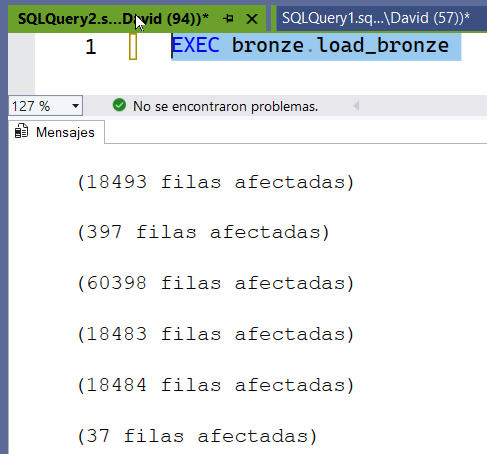 SQLQuery2.s...David (94))*
SQLQuery1.sq...\David (57))*
1
EXEC bronze.load_bronze
127 %
No se encontraron problemas.
Mensajes
(18493 filas afectadas)
(397 filas afectadas)
(60398 filas afectadas)
(18483 filas afectadas)
(18484 filas afectadas)
(37 filas afectadas)